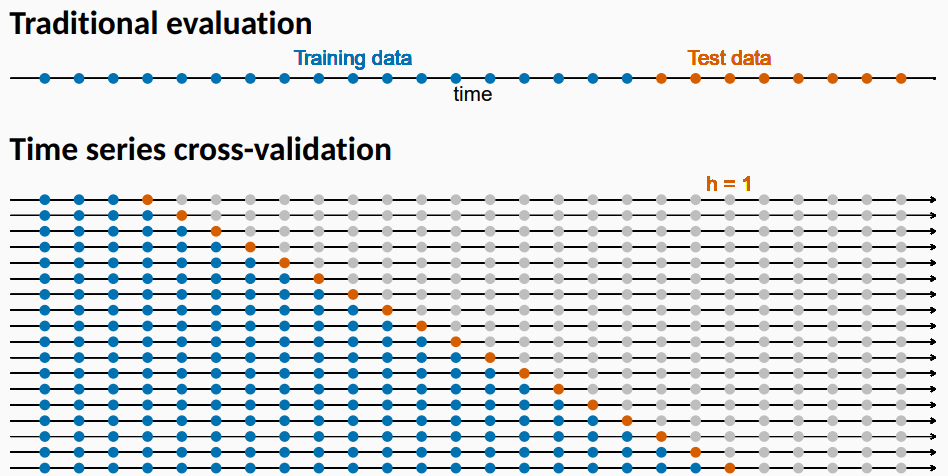 Traditional evaluation
Training data
Test data
time
Time series cross-validation
h = 1